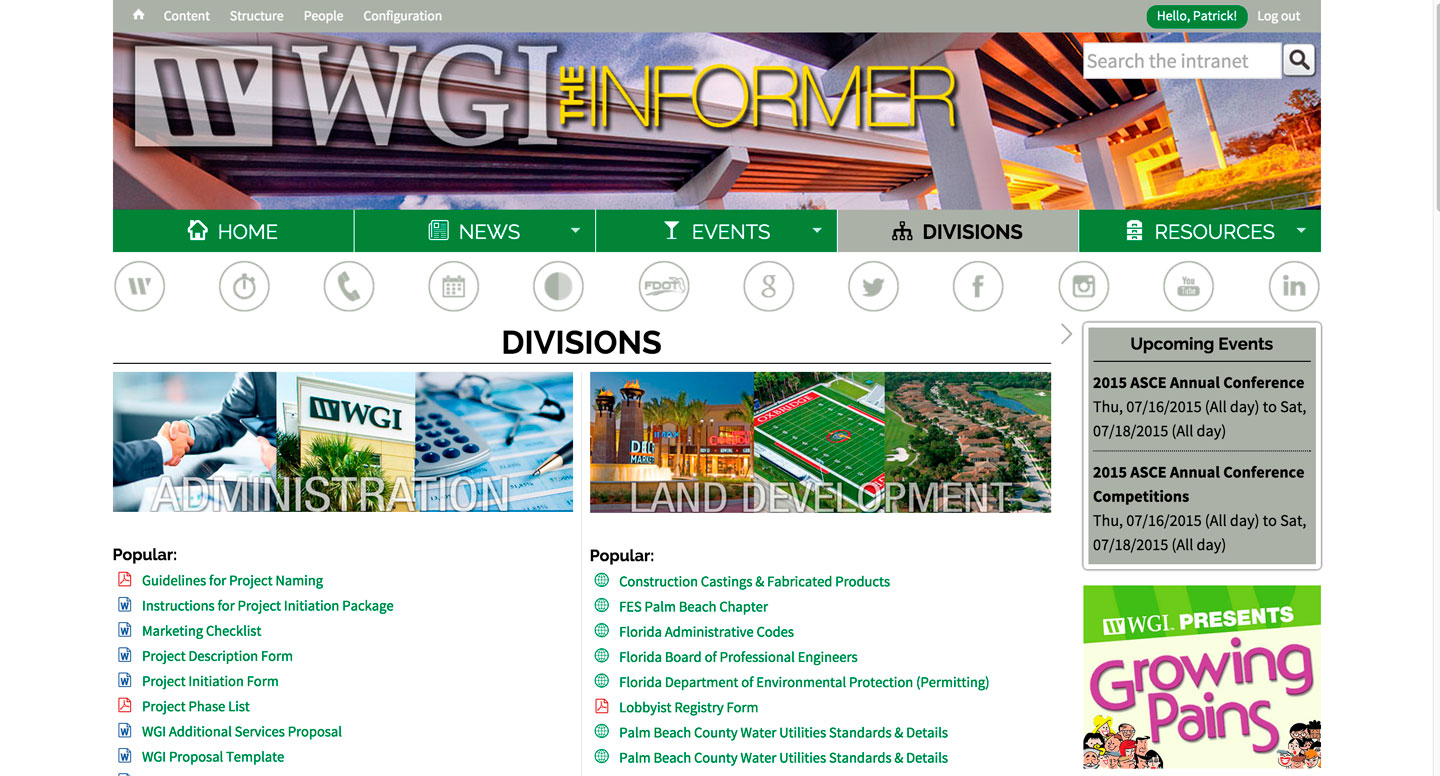 Content Structure People Configuration
Hello, Patrick! Log out
W WGI THE INFORMER
Search the intranet
HOME NEWS EVENTS DIVISIONS RESOURCES
W FDOT g f You Tube in
DIVISIONS
WGI
ADMINISTRATION
OXBRIDGE
LAND DEVELOPMENT
Popular:
Guidelines for Project Naming
Instructions for Project Initiation Package
Marketing Checklist
Project Description Form
Project Initiation Form
Project Phase List
WGI Additional Services Proposal
WGI Proposal Template
Popular:
Construction Castings & Fabricated Products
FES Palm Beach Chapter
Florida Administrative Codes
Florida Board of Professional Engineers
Florida Department of Environmental Protection (Permitting)
Lobbyist Registry Form
Palm Beach County Water Utilities Standards & Details
Palm Beach County Water Utilities Standards & Details
Upcoming Events
2015 ASCE Annual Conference
Thu, 07/16/2015 (All day) to Sat,
07/18/2015 (All day)
2015 ASCE Annual Conference
Competitions
Thu, 07/16/2015 (All day) to Sat,
07/18/2015 (All day)
WGI PRESENTS
Growing
Pains